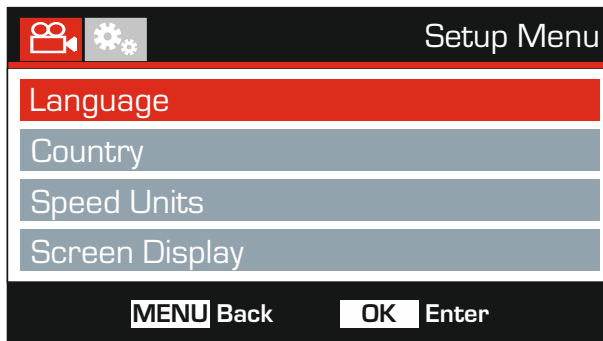 Setup Menu
Language
Country
Speed Units
Screen Display
MENU Back OK Enter